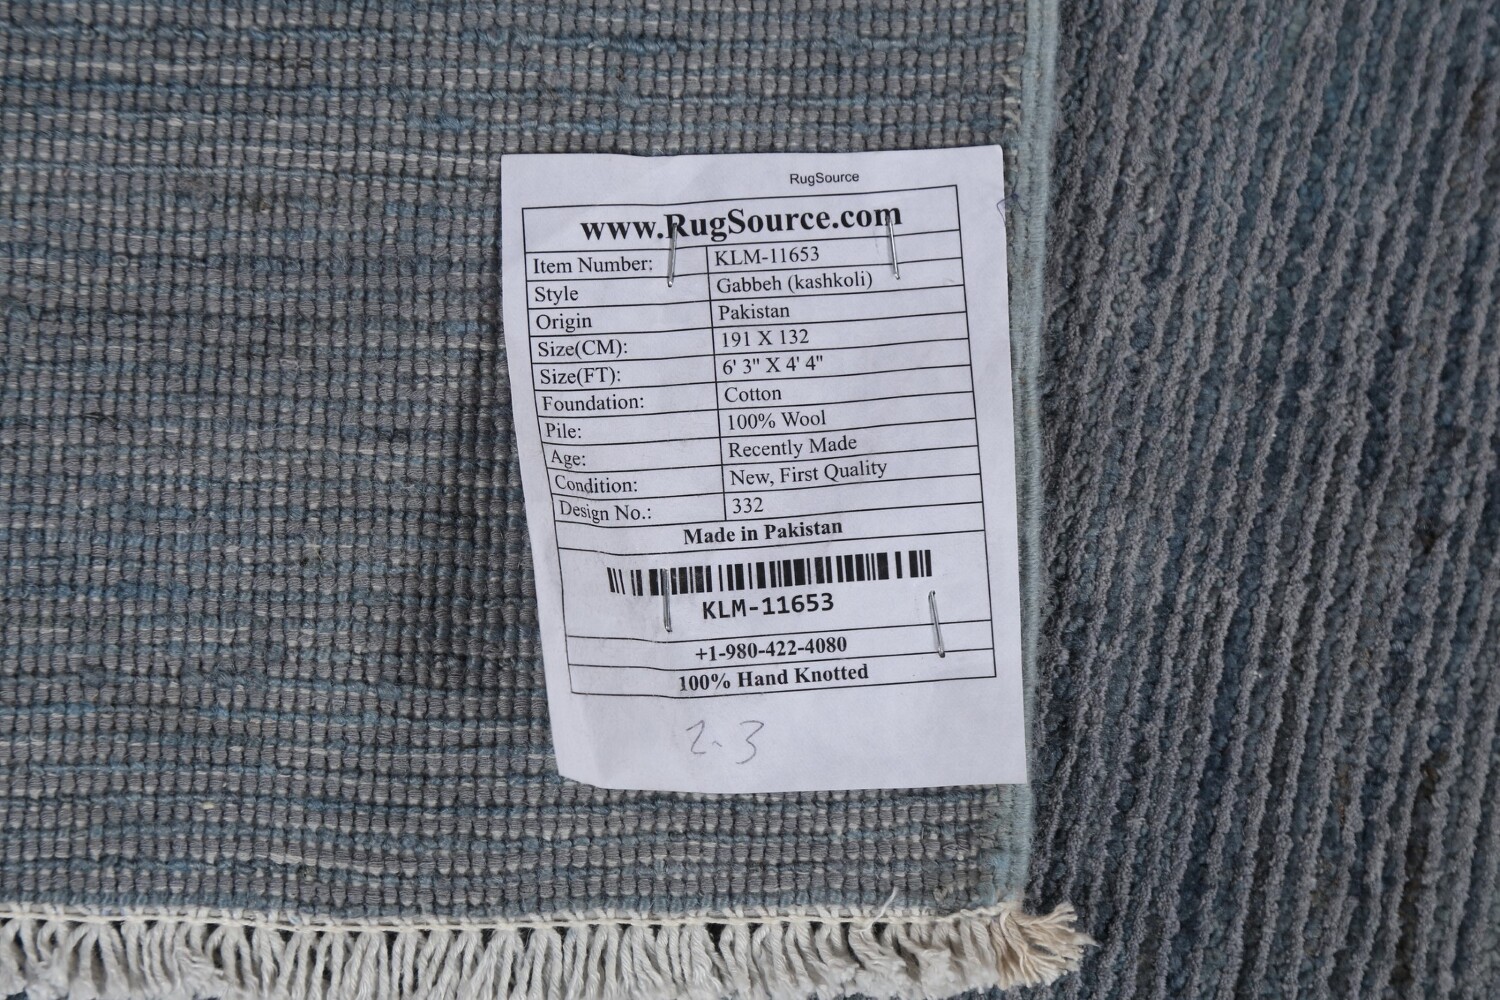 RugSource
www.RugSource.com
Item Number: KLM-11653
Style Gabbeh (kashkoli)
Origin Pakistan
Size(CM): 191 X 132
Size(FT): 6' 3" X 4' 4"
Foundation: Cotton
Pile: 100% Wool
Age: Recently Made
Condition: New, First Quality
Design No.: 332
Made in Pakistan
KLM-11653
+1-980-422-4080
100% Hand Knotted
2.3